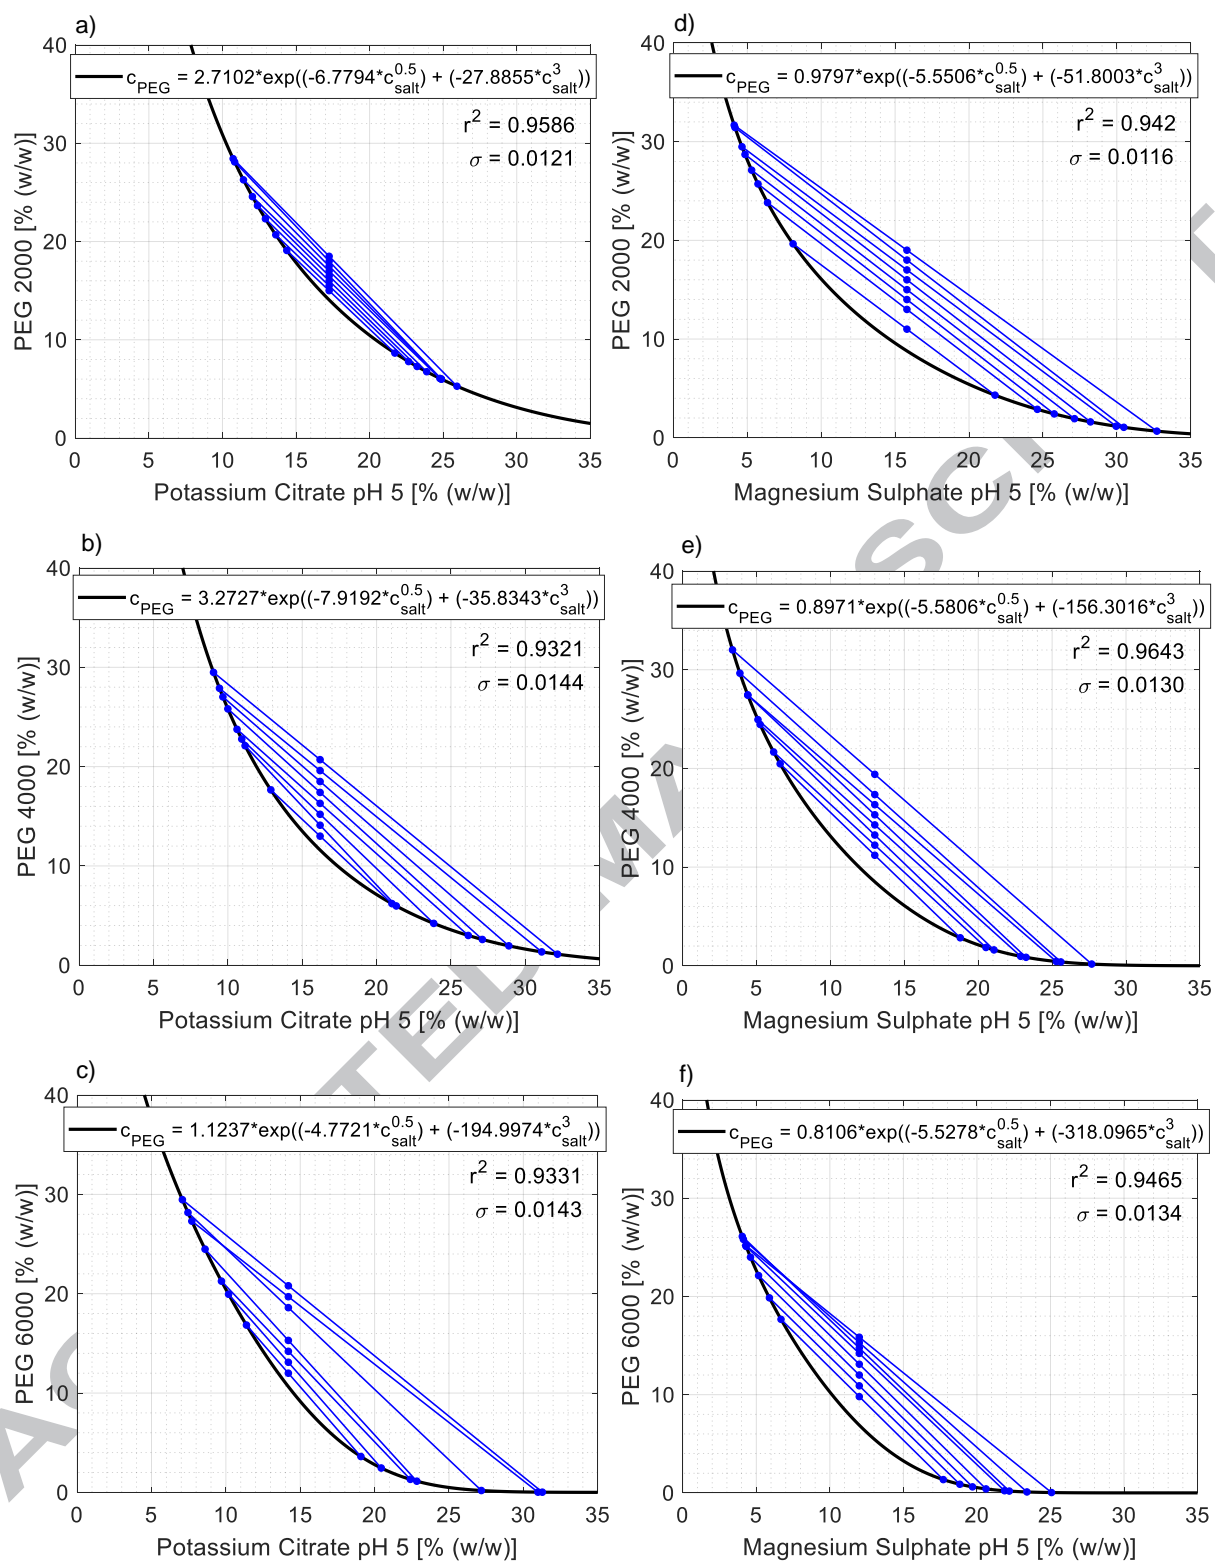 a)
c_PEG = 2.7102*exp((-6.7794*c_salt^0.5) + (-27.8855*c_salt^3))
r^2 = 0.9586
σ = 0.0121
PEG 2000 [% (w/w)]
40
30
20
10
0
0 5 10 15 20 25 30 35
Potassium Citrate pH 5 [% (w/w)]
d)
c_PEG = 0.9797*exp((-5.5506*c_salt^0.5) + (-51.8003*c_salt^3))
r^2 = 0.942
σ = 0.0116
PEG 2000 [% (w/w)]
40
30
20
10
0
0 5 10 15 20 25 30 35
Magnesium Sulphate pH 5 [% (w/w)]
b)
c_PEG = 3.2727*exp((-7.9192*c_salt^0.5) + (-35.8343*c_salt^3))
r^2 = 0.9321
σ = 0.0144
PEG 4000 [% (w/w)]
40
30
20
10
0
0 5 10 15 20 25 30 35
Potassium Citrate pH 5 [% (w/w)]
e)
c_PEG = 0.8971*exp((-5.5806*c_salt^0.5) + (-156.3016*c_salt^3))
r^2 = 0.9643
σ = 0.0130
PEG 4000 [% (w/w)]
40
30
20
10
0
0 5 10 15 20 25 30 35
Magnesium Sulphate pH 5 [% (w/w)]
c)
c_PEG = 1.1237*exp((-4.7721*c_salt^0.5) + (-194.9974*c_salt^3))
r^2 = 0.9331
σ = 0.0143
PEG 6000 [% (w/w)]
40
30
20
10
0
0 5 10 15 20 25 30 35
Potassium Citrate pH 5 [% (w/w)]
f)
c_PEG = 0.8106*exp((-5.5278*c_salt^0.5) + (-318.0965*c_salt^3))
r^2 = 0.9465
σ = 0.0134
PEG 6000 [% (w/w)]
40
30
20
10
0
0 5 10 15 20 25 30 35
Magnesium Sulphate pH 5 [% (w/w)]